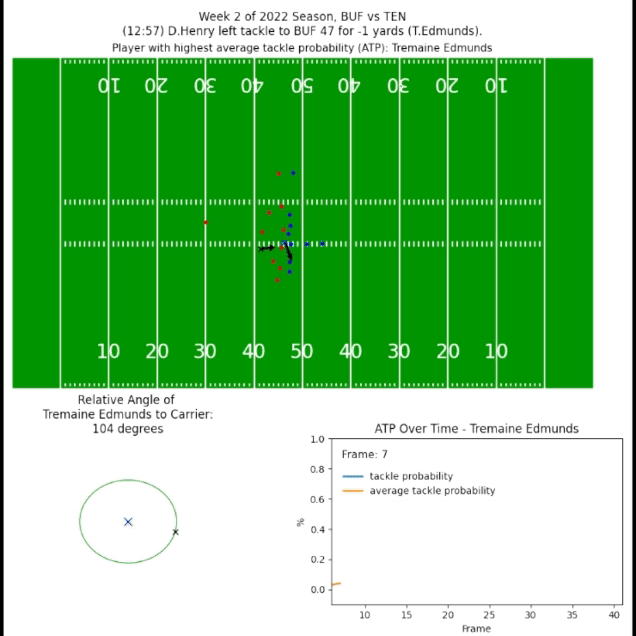 Week 2 of 2022 Season, BUF vs TEN
(12:57) D.Henry left tackle to BUF 47 for -1 yards (T.Edmunds).
Player with highest average tackle probability (ATP): Tremaine Edmunds
10 20 30 40 50 40 30 20 10
10 20 30 40 50 40 30 20 10
Relative Angle of
Tremaine Edmunds to Carrier:
104 degrees
ATP Over Time - Tremaine Edmunds
Frame: 7
tackle probability
average tackle probability
%
1.0
0.8
0.6
0.4
0.2
0.0
10 15 20 25 30 35 40
Frame